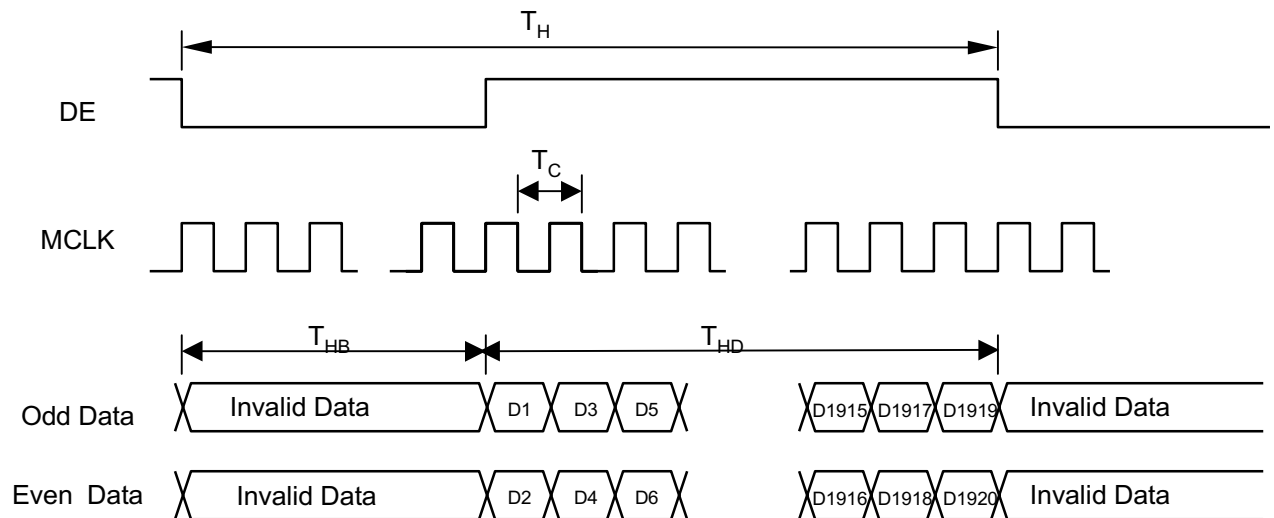 TH
DE
TC
MCLK
THB THD
Odd Data Invalid Data D1 D3 D5 D1915 D1917 D1919 Invalid Data
Even Data Invalid Data D2 D4 D6 D1916 D1918 D1920 Invalid Data